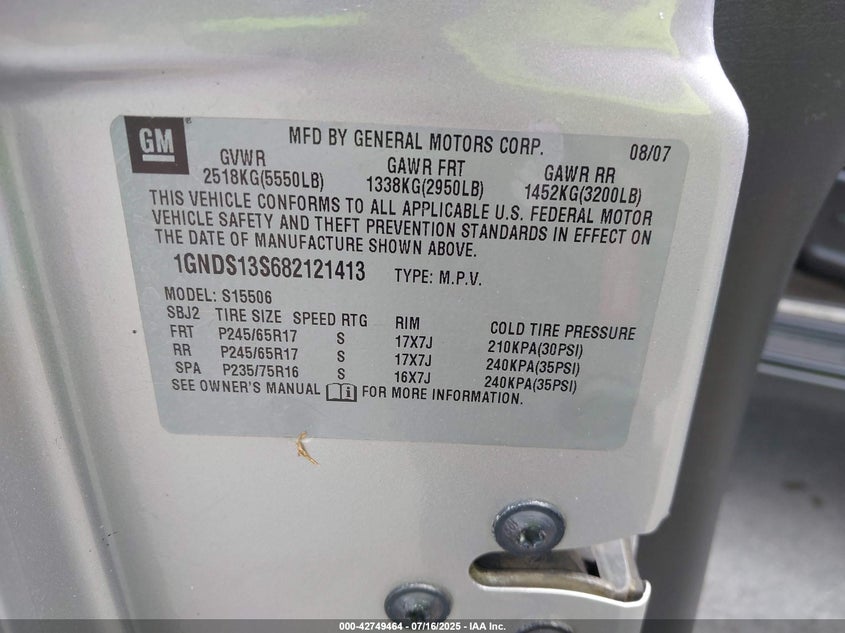 GM
MFD BY GENERAL MOTORS CORP. 08/07
GVWR GAWR FRT GAWR RR
2518KG(5550LB) 1338KG(2950LB) 1452KG(3200LB)
THIS VEHICLE CONFORMS TO ALL APPLICABLE U.S. FEDERAL MOTOR
VEHICLE SAFETY AND THEFT PREVENTION STANDARDS IN EFFECT ON
THE DATE OF MANUFACTURE SHOWN ABOVE.
1GNDS13S682121413 TYPE: M.P.V.
MODEL: S15506
SBJ2 TIRE SIZE SPEED RTG RIM COLD TIRE PRESSURE
FRT P245/65R17 S 17X7J 210KPA(30PSI)
RR P245/65R17 S 17X7J 240KPA(35PSI)
SPA P235/75R16 S 16X7J 240KPA(35PSI)
SEE OWNER'S MANUAL FOR MORE INFORMATION.
000-42749464 - 07/16/2025 - IAA Inc.